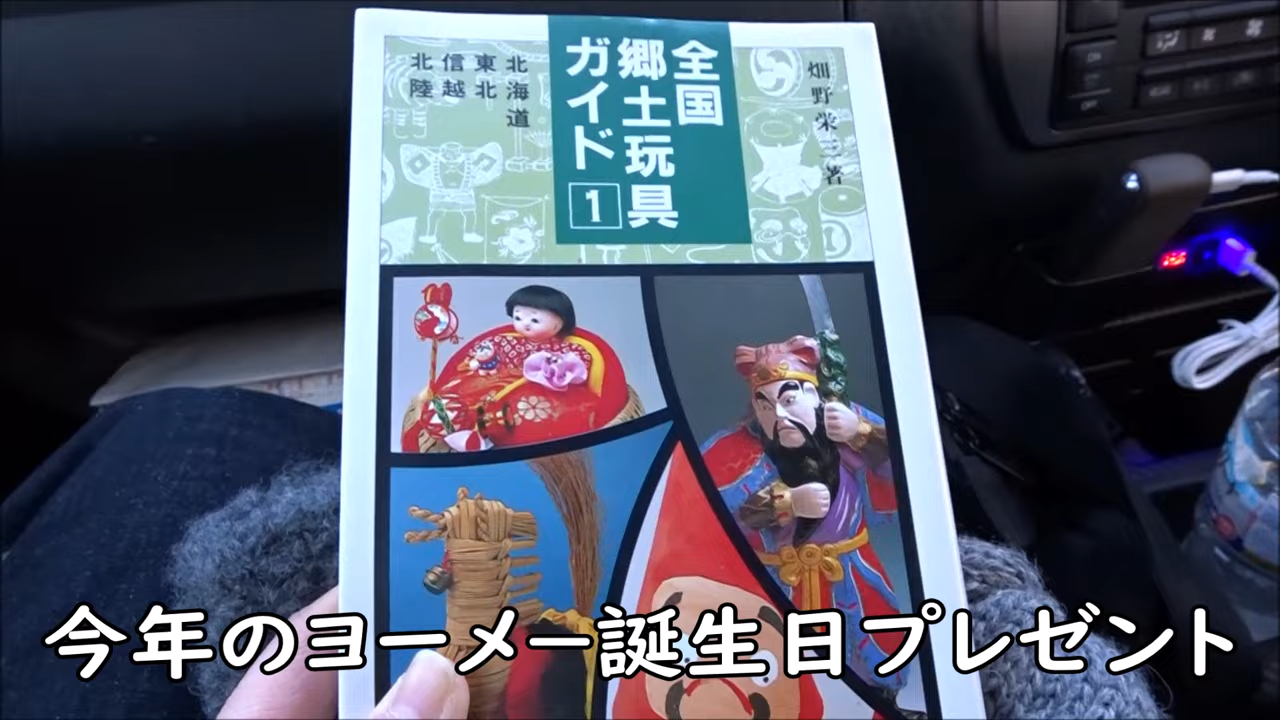 畑野栄三著
全国
郷土玩具
ガイド1
北海道
東北
信越
北陸
今年のヨーメー誕生日プレゼント